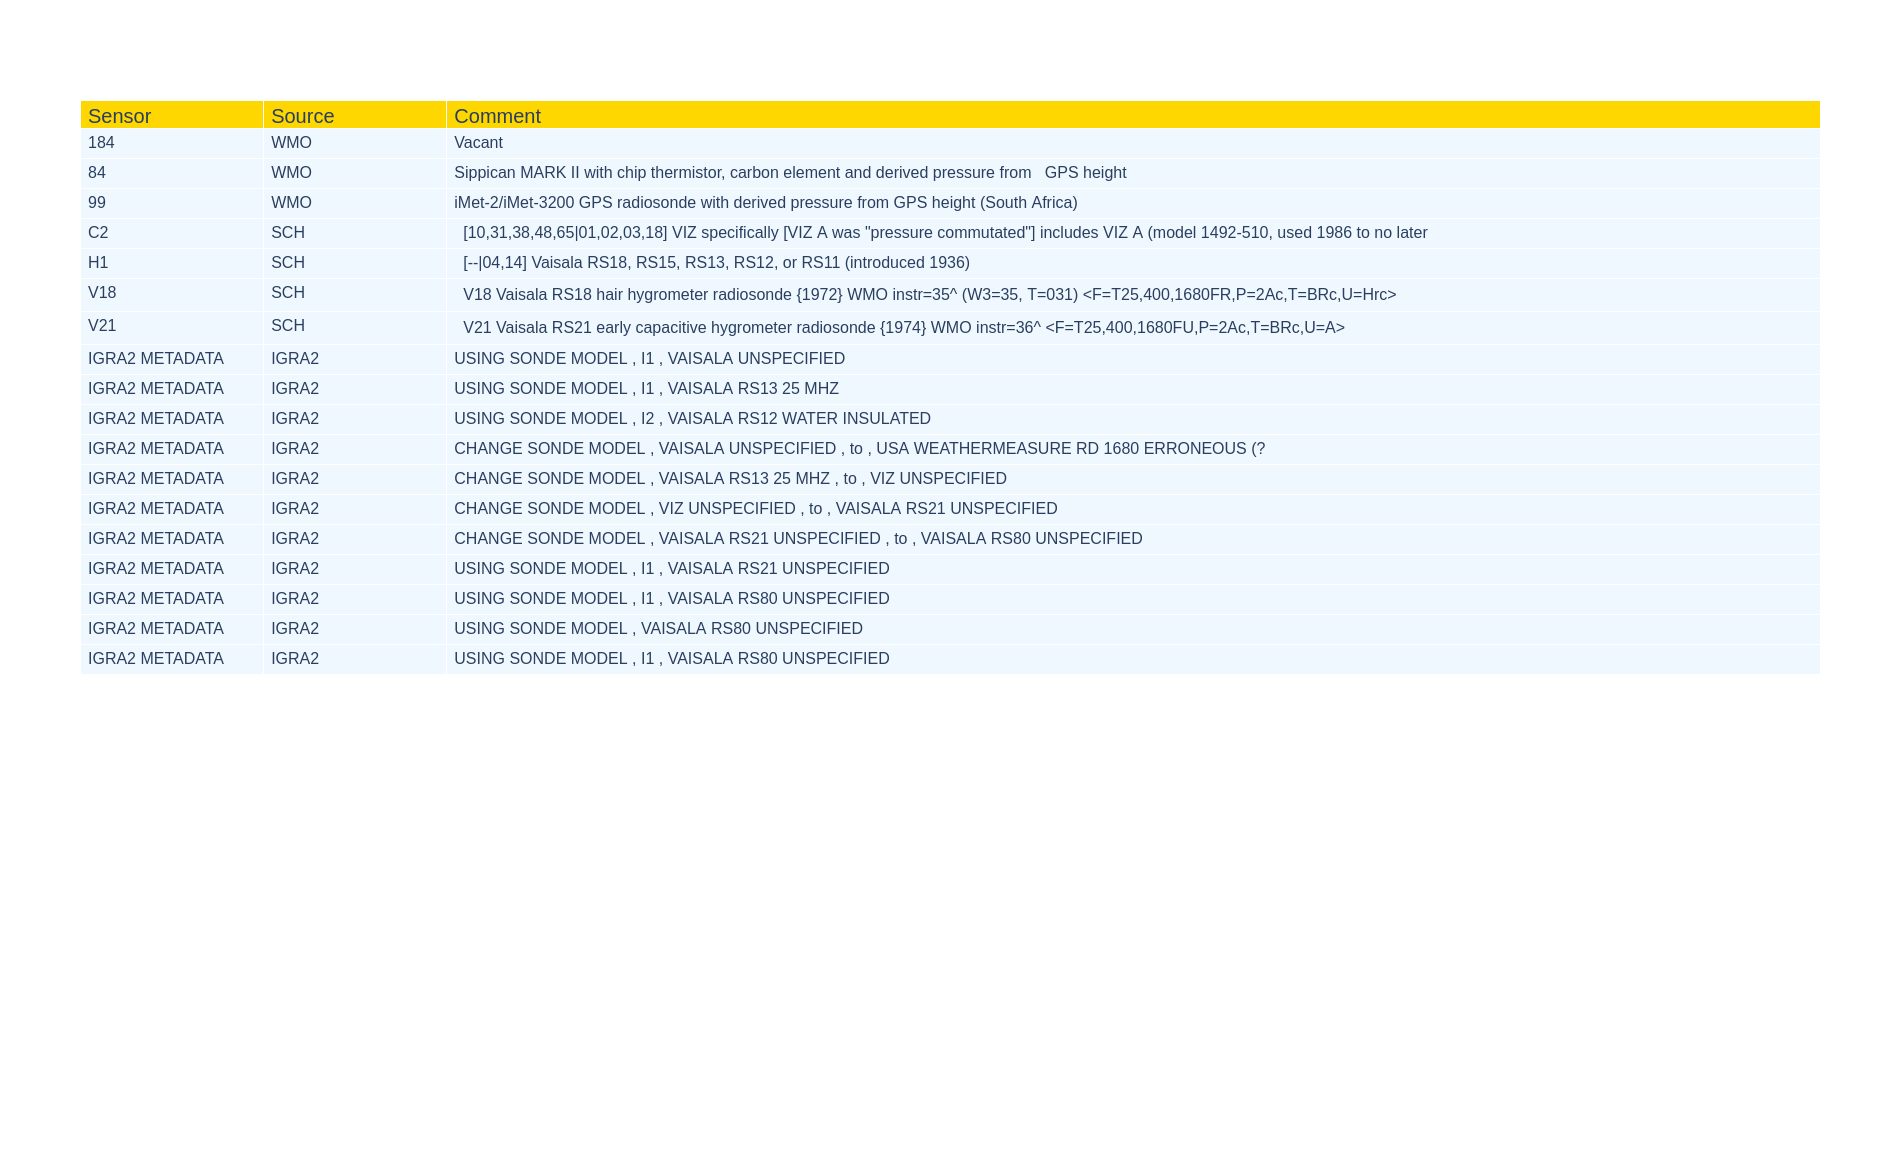 Sensor Source Comment
184 WMO Vacant
84 WMO Sippican MARK II with chip thermistor, carbon element and derived pressure from   GPS height
99 WMO iMet-2/iMet-3200 GPS radiosonde with derived pressure from GPS height (South Africa)
C2 SCH [10,31,38,48,65|01,02,03,18] VIZ specifically [VIZ A was "pressure commutated"] includes VIZ A (model 1492-510, used 1986 to no later
H1 SCH [--|04,14] Vaisala RS18, RS15, RS13, RS12, or RS11 (introduced 1936)
V18 SCH V18 Vaisala RS18 hair hygrometer radiosonde {1972} WMO instr=35^ (W3=35, T=031) <F=T25,400,1680FR,P=2Ac,T=BRc,U=Hrc>
V21 SCH V21 Vaisala RS21 early capacitive hygrometer radiosonde {1974} WMO instr=36^ <F=T25,400,1680FU,P=2Ac,T=BRc,U=A>
IGRA2 METADATA IGRA2 USING SONDE MODEL , I1 , VAISALA UNSPECIFIED
IGRA2 METADATA IGRA2 USING SONDE MODEL , I1 , VAISALA RS13 25 MHZ
IGRA2 METADATA IGRA2 USING SONDE MODEL , I2 , VAISALA RS12 WATER INSULATED
IGRA2 METADATA IGRA2 CHANGE SONDE MODEL , VAISALA UNSPECIFIED , to , USA WEATHERMEASURE RD 1680 ERRONEOUS (?
IGRA2 METADATA IGRA2 CHANGE SONDE MODEL , VAISALA RS13 25 MHZ , to , VIZ UNSPECIFIED
IGRA2 METADATA IGRA2 CHANGE SONDE MODEL , VIZ UNSPECIFIED , to , VAISALA RS21 UNSPECIFIED
IGRA2 METADATA IGRA2 CHANGE SONDE MODEL , VAISALA RS21 UNSPECIFIED , to , VAISALA RS80 UNSPECIFIED
IGRA2 METADATA IGRA2 USING SONDE MODEL , I1 , VAISALA RS21 UNSPECIFIED
IGRA2 METADATA IGRA2 USING SONDE MODEL , I1 , VAISALA RS80 UNSPECIFIED
IGRA2 METADATA IGRA2 USING SONDE MODEL , VAISALA RS80 UNSPECIFIED
IGRA2 METADATA IGRA2 USING SONDE MODEL , I1 , VAISALA RS80 UNSPECIFIED